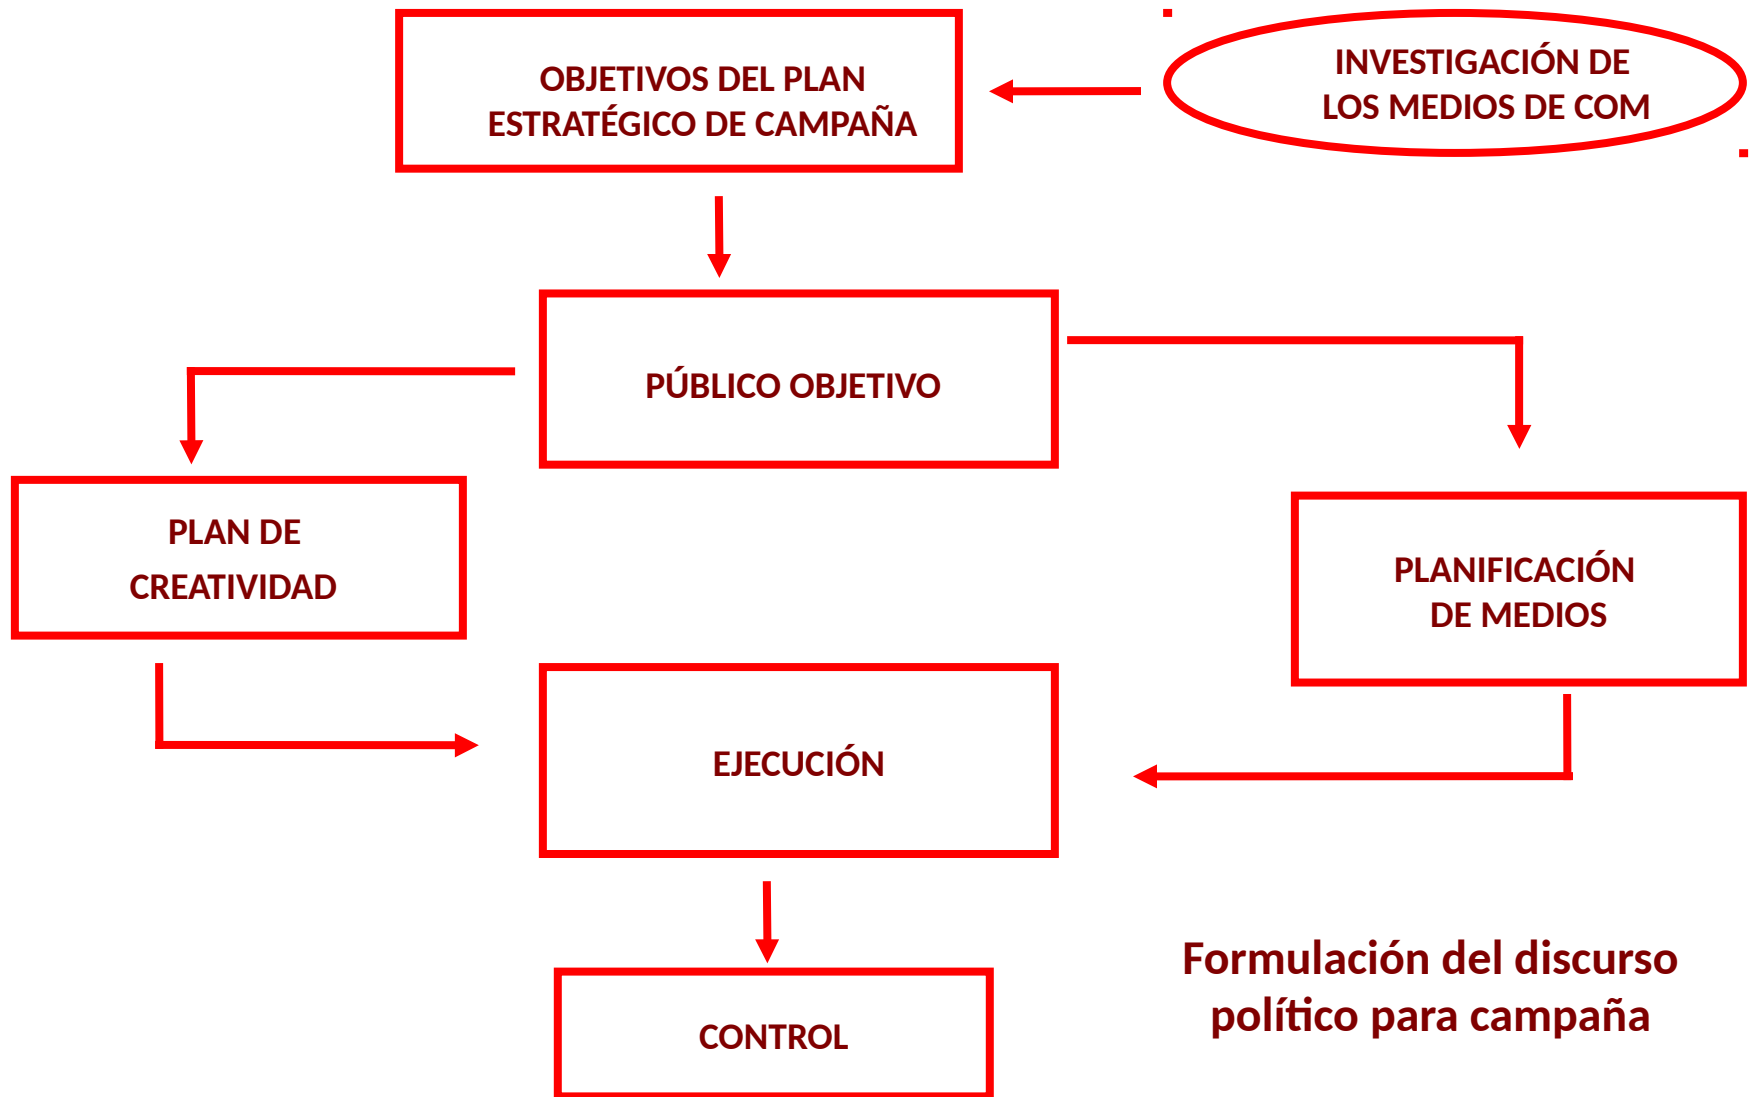 OBJETIVOS DEL PLAN
ESTRATÉGICO DE CAMPAÑA
INVESTIGACIÓN DE
LOS MEDIOS DE COM
PÚBLICO OBJETIVO
PLAN DE
CREATIVIDAD
PLANIFICACIÓN
DE MEDIOS
EJECUCIÓN
CONTROL
Formulación del discurso
político para campaña